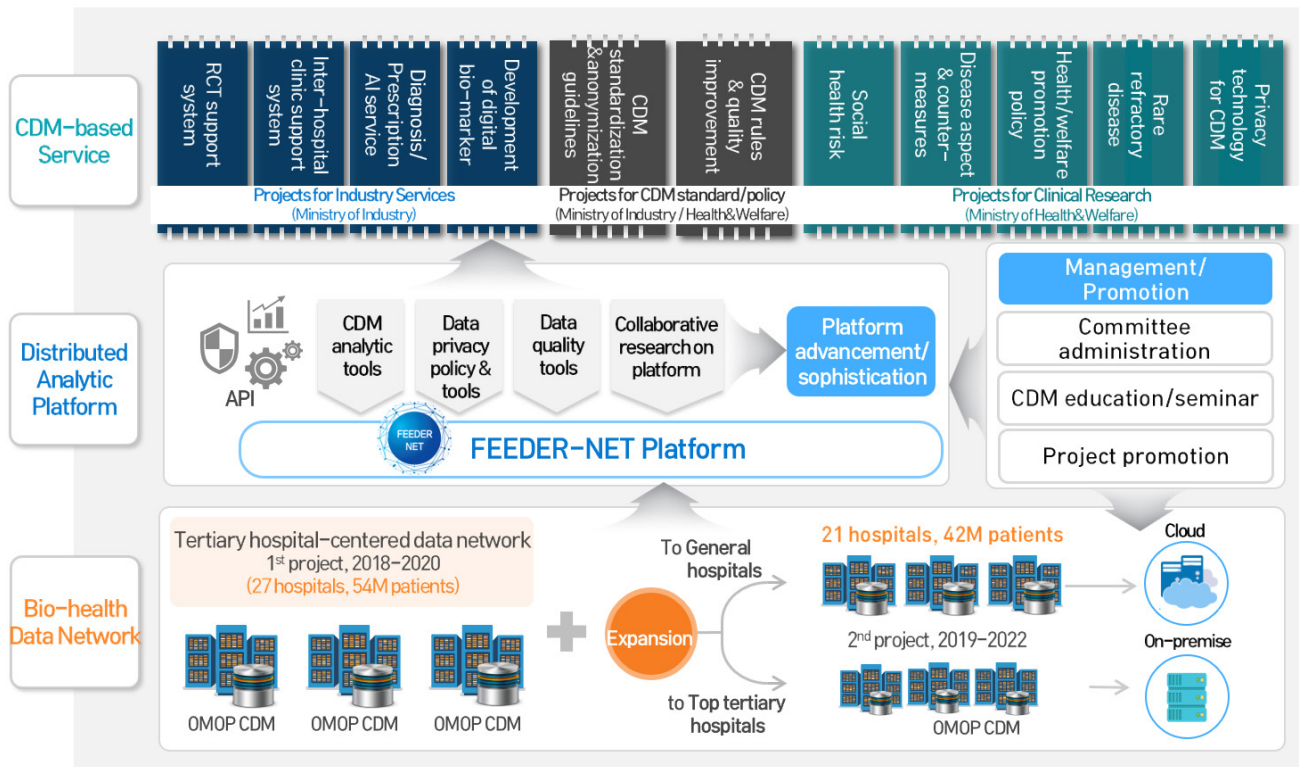 CDM-based
Service
RCT support
system
Inter-hospital
clinic support
system
Diagnosis/
Prescription
AI service
Development
of digital
bio-marker
CDM
standardization
&anonymization
guidelines
CDM rules
& quality
improvement
Social
health risk
Disease aspect
& counter-
measures
Health/welfare
promotion
policy
Rare
refractory
disease
Privacy
technology
for CDM
Projects for Industry Services
(Ministry of Industry)
Projects for CDM standard/policy
(Ministry of Industry / Health&Welfare)
Projects for Clinical Research
(Ministry of Health&Welfare)
Distributed
Analytic
Platform
API
CDM
analytic
tools
Data
privacy
policy &
tools
Data
quality
tools
Collaborative
research on
platform
Platform
advancement/
sophistication
FEEDER
NET
FEEDER-NET Platform
Management/
Promotion
Committee
administration
CDM education/seminar
Project promotion
Bio-health
Data Network
Tertiary hospital-centered data network
1st project, 2018-2020
(27 hospitals, 54M patients)
OMOP CDM
OMOP CDM
OMOP CDM
Expansion
To General
hospitals
to Top tertiary
hospitals
21 hospitals, 42M patients
2nd project, 2019-2022
OMOP CDM
Cloud
On-premise